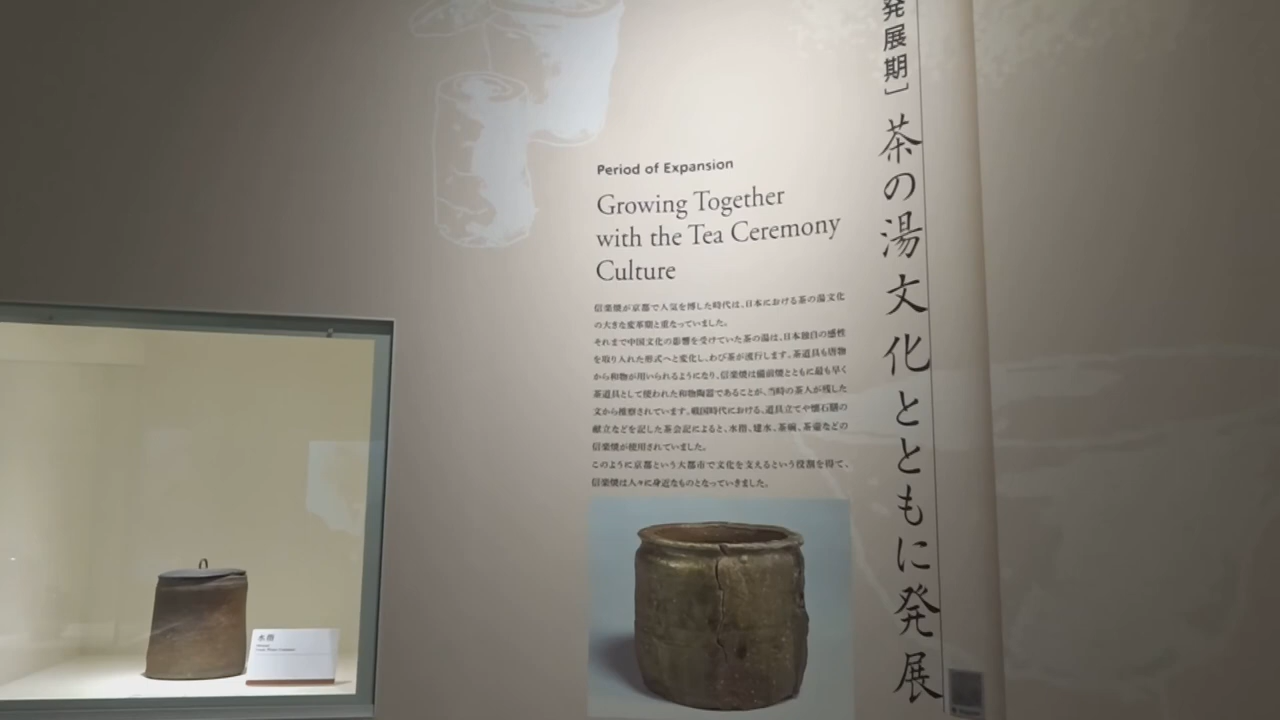 発展期」茶の湯文化とともに発展
Period of Expansion
Growing Together
with the Tea Ceremony
Culture
信楽焼が京都で人気を博した時代は、日本における茶の湯文化
の大きな変革期と重なっていました。
それまで中国文化の影響を受けていた茶の湯は、日本独自の感性
を取り入れた形式へと変化し、わび茶が流行します。茶道具も唐物
から和物が用いられるようになり、信楽焼は備前焼とともに最も早く
茶道具として使われた和物陶器であることが、当時の茶人が残した
文から推察されています。戦国時代における、道具立てや懐石膳の
献立などを記した茶会記によると、水指、建水、茶碗、茶壷などの
信楽焼が使用されていました。
このように京都という大都市で文化を支えるという役割を得て、
信楽焼は人々に身近なものとなっていきました。
水指